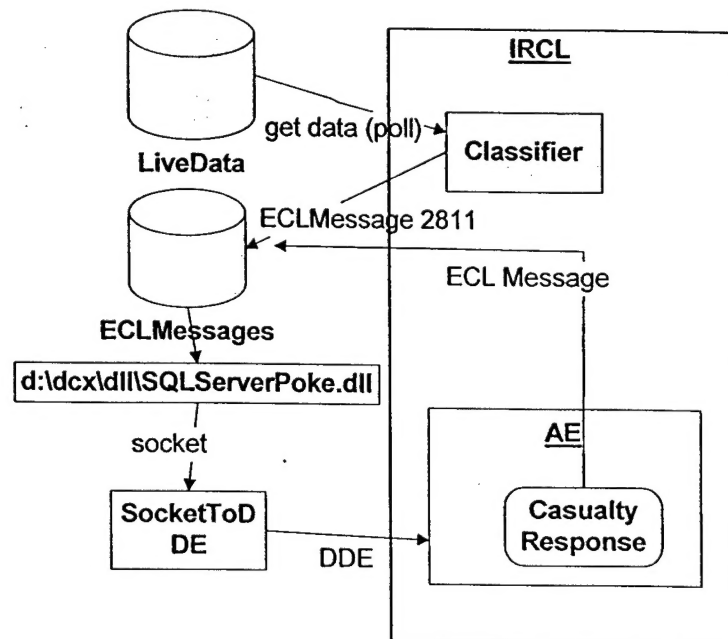 IRCL
get data (poll)
Classifier
LiveData
ECLMessage 2811
ECL Message
ECLMessages
d:\dcx\dll\SQLServerPoke.dll
socket
AE
SocketToD
DE
DDE
Casualty
Response